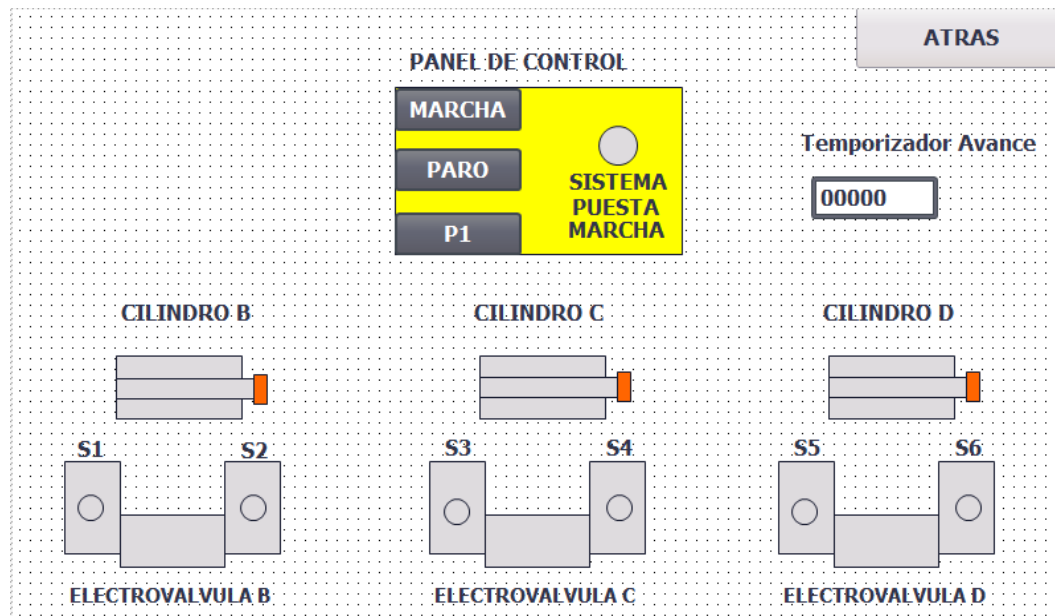 ATRAS
PANEL DE CONTROL
MARCHA
PARO
P1
SISTEMA
PUESTA
MARCHA
Temporizador Avance
00000
CILINDRO B
CILINDRO C
CILINDRO D
S1 S2
S3 S4
S5 S6
ELECTROVALVULA B
ELECTROVALVULA C
ELECTROVALVULA D